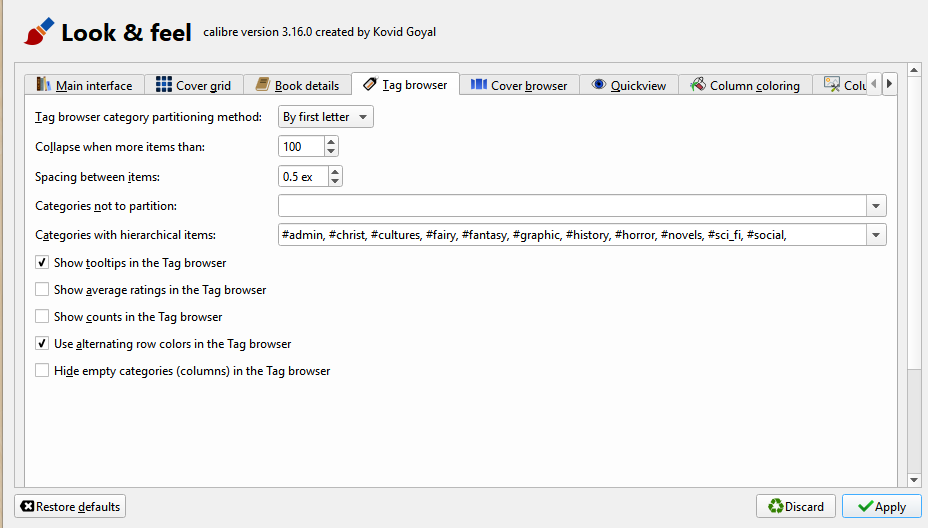 Look & feel calibre version 3.16.0 created by Kovid Goyal
Main interface Cover grid Book details Tag browser Cover browser Quickview Column coloring Colu
Tag browser category partitioning method: By first letter
Collapse when more items than: 100
Spacing between items: 0.5 ex
Categories not to partition:
Categories with hierarchical items: #admin, #christ, #cultures, #fairy, #fantasy, #graphic, #history, #horror, #novels, #sci_fi, #social,
Show tooltips in the Tag browser
Show average ratings in the Tag browser
Show counts in the Tag browser
Use alternating row colors in the Tag browser
Hide empty categories (columns) in the Tag browser
Restore defaults Discard Apply